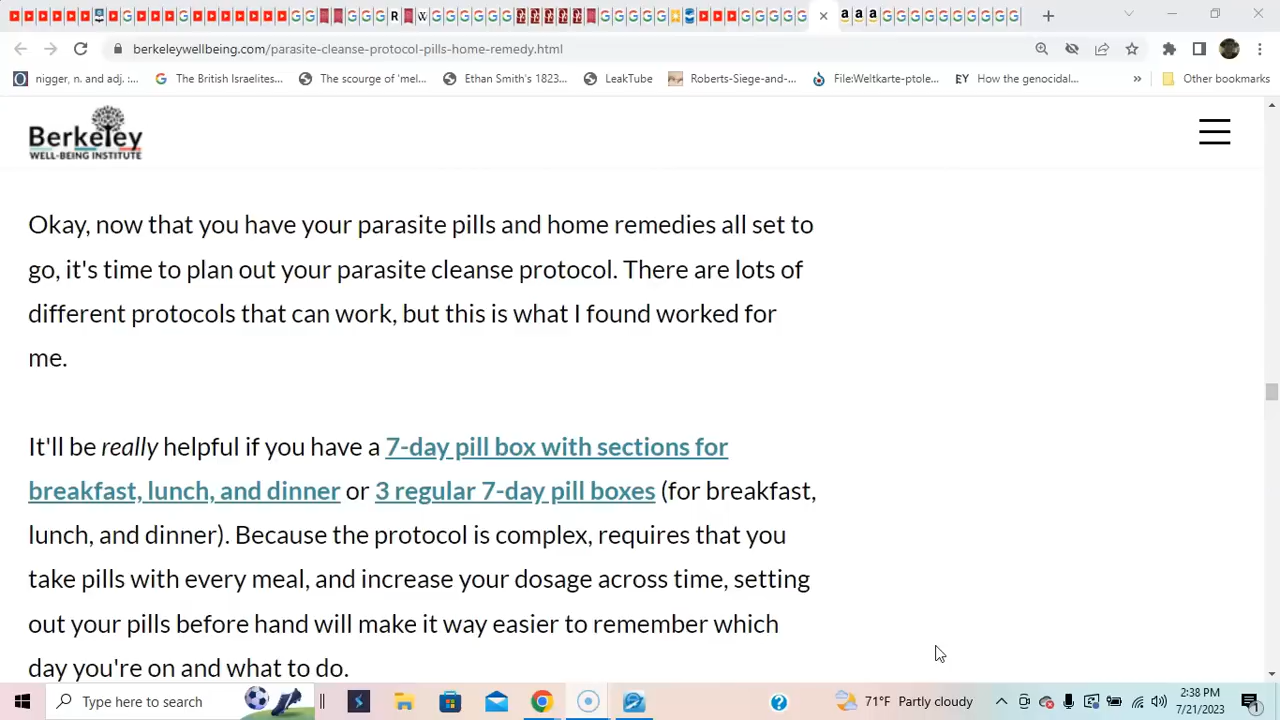 berkeleywellbeing.com/parasite-cleanse-protocol-pills-home-remedy.html
nigger, n. and adj. :...
The British Israelites...
The scourge of 'mel...
Ethan Smith's 1823...
LeakTube
Roberts-Siege-and-...
File:Weltkarte-ptole...
EY How the genocidal...
»
Other bookmarks
Berkeley
WELL-BEING INSTITUTE
Okay, now that you have your parasite pills and home remedies all set to
go, it's time to plan out your parasite cleanse protocol. There are lots of
different protocols that can work, but this is what I found worked for
me.
It'll be really helpful if you have a 7-day pill box with sections for
breakfast, lunch, and dinner or 3 regular 7-day pill boxes (for breakfast,
lunch, and dinner). Because the protocol is complex, requires that you
take pills with every meal, and increase your dosage across time, setting
out your pills before hand will make it way easier to remember which
day you're on and what to do.
Type here to search
71°F Partly cloudy
2:38 PM
7/21/2023